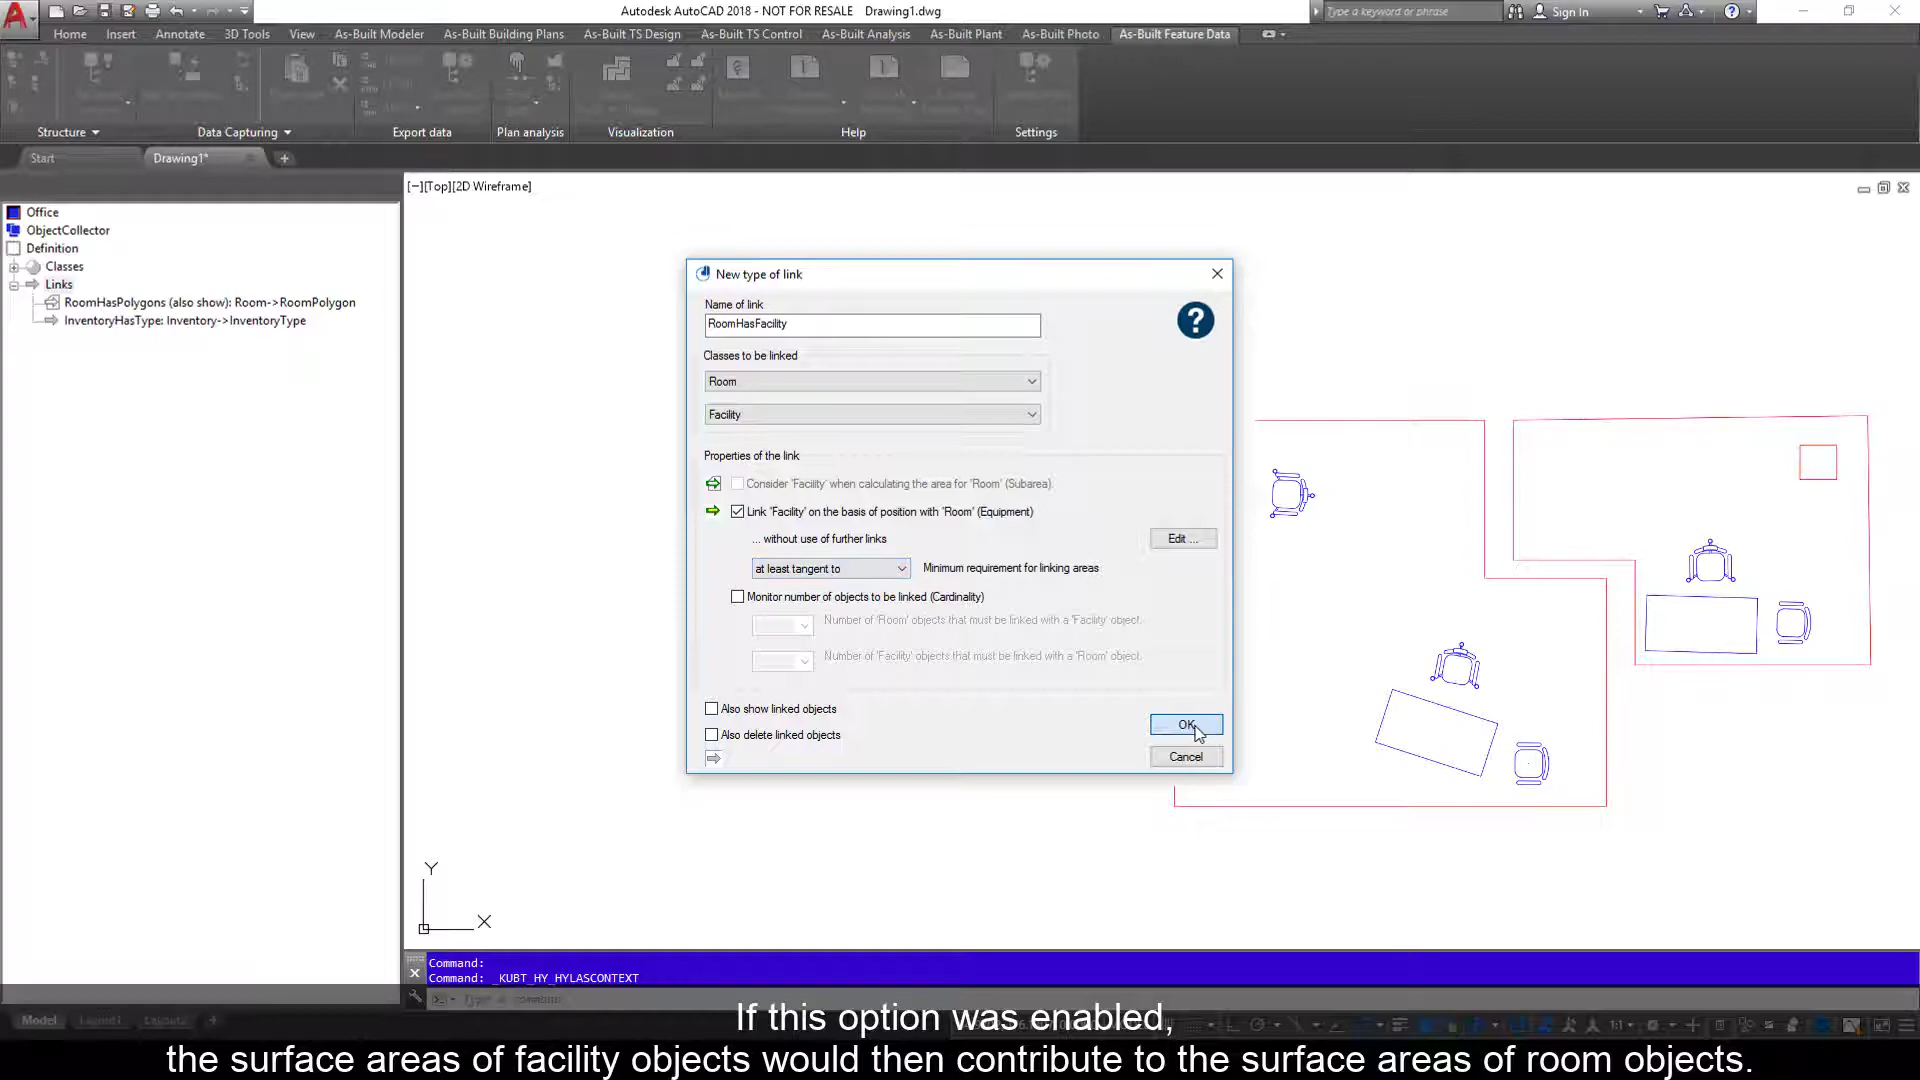 Autodesk AutoCAD 2018 - NOT FOR RESALE    Drawing1.dwg
Type a keyword or phrase
Sign In
Home
Insert
Annotate
3D Tools
View
As-Built Modeler
As-Built Building Plans
As-Built TS Design
As-Built TS Control
As-Built Analysis
As-Built Plant
As-Built Photo
As-Built Feature Data
Structure
Data Capturing
Export data
Plan analysis
Visualization
Help
Settings
Start
Drawing1*
[−][Top][2D Wireframe]
Office
ObjectCollector
Definition
Classes
Links
RoomHasPolygons (also show): Room->RoomPolygon
InventoryHasType: Inventory->InventoryType
New type of link
Name of link
RoomHasFacility
Classes to be linked
Room
Facility
Properties of the link
Consider 'Facility' when calculating the area for 'Room' (Subarea).
Link 'Facility' on the basis of position with 'Room' (Equipment)
... without use of further links
Edit ...
at least tangent to
Minimum requirement for linking areas
Monitor number of objects to be linked (Cardinality)
Number of 'Room' objects that must be linked with a 'Facility' object.
Number of 'Facility' objects that must be linked with a 'Room' object.
Also show linked objects
OK
Also delete linked objects
Cancel
Y
X
Command:
Command: _KUBT_HY_HYLASCONTEXT
Type a command
Model
Layout1
Layout2
1:1
If this option was enabled,
the surface areas of facility objects would then contribute to the surface areas of room objects.